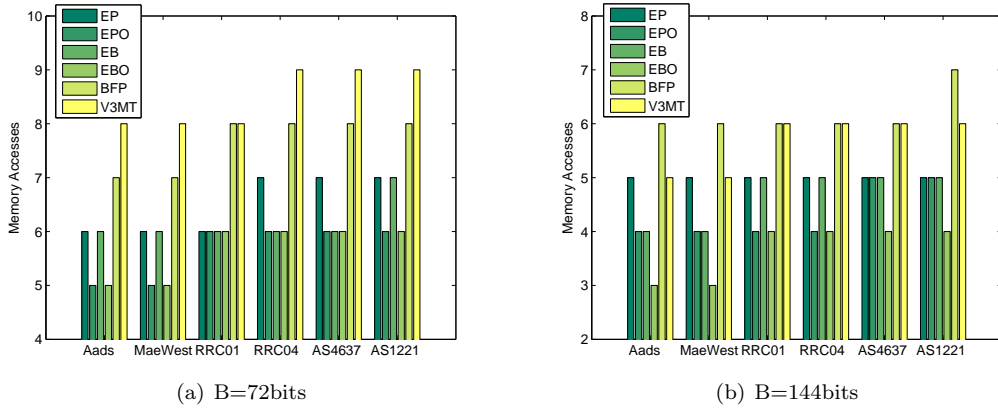 10
9
8
7
6
5
4
Memory Accesses
EP
EPO
EB
EBO
BFP
V3MT
Aads MaeWest RRC01 RRC04 AS4637 AS1221
(a) B=72bits
8
7
6
5
4
3
2
Memory Accesses
EP
EPO
EB
EBO
BFP
V3MT
Aads MaeWest RRC01 RRC04 AS4637 AS1221
(b) B=144bits